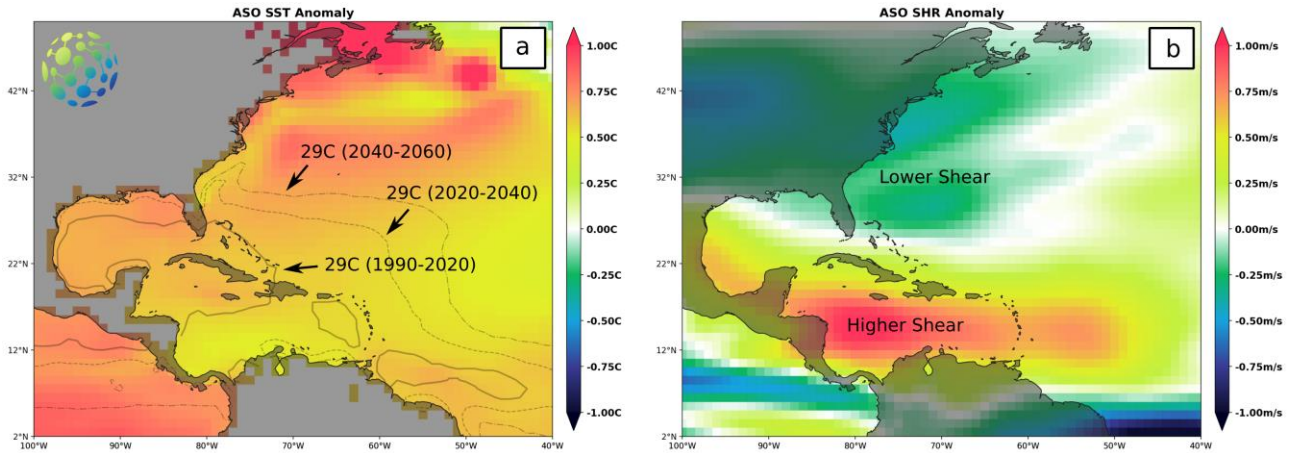 ASO SST Anomaly
a
42°N
32°N
22°N
12°N
2°N
100°W
90°W
80°W
70°W
60°W
50°W
40°W
29C (2040-2060)
29C (2020-2040)
29C (1990-2020)
1.00C
0.75C
0.50C
0.25C
0.00C
-0.25C
-0.50C
-0.75C
-1.00C
ASO SHR Anomaly
b
42°N
32°N
22°N
12°N
2°N
100°W
90°W
80°W
70°W
60°W
50°W
40°W
Lower Shear
Higher Shear
1.00m/s
0.75m/s
0.50m/s
0.25m/s
0.00m/s
-0.25m/s
-0.50m/s
-0.75m/s
-1.00m/s